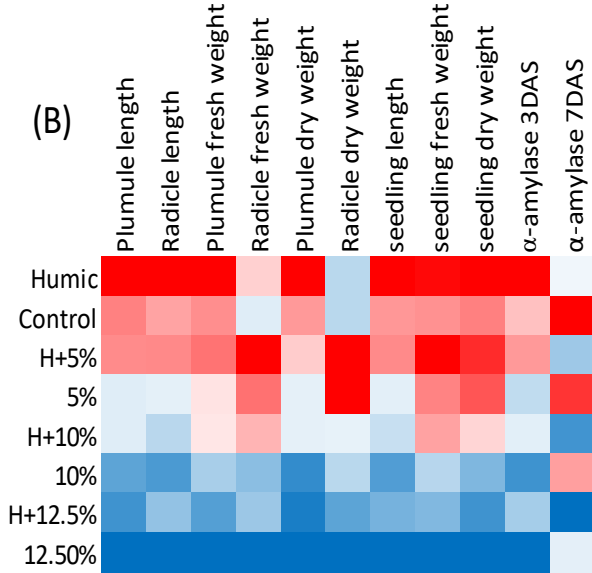 (B)
Plumule length
Radicle length
Plumule fresh weight
Radicle fresh weight
Plumule dry weight
Radicle dry weight
seedling length
seedling fresh weight
seedling dry weight
α-amylase 3DAS
α-amylase 7DAS
Humic
Control
H+5%
5%
H+10%
10%
H+12.5%
12.50%